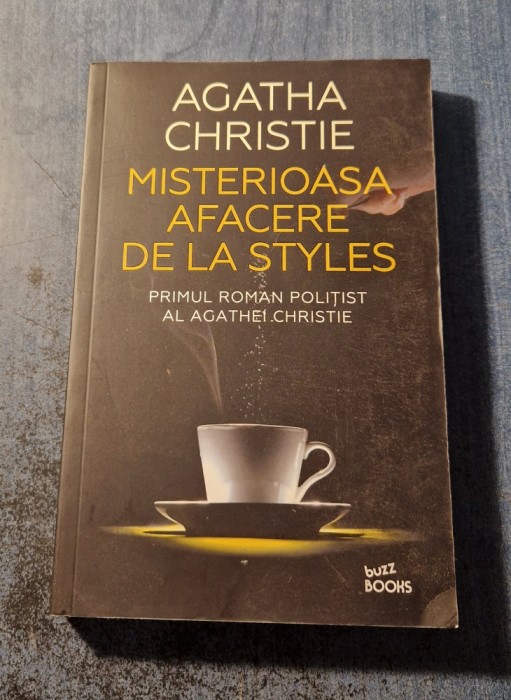 AGATHA
CHRISTIE
MISTERIOASA
AFACERE
DE LA STYLES
PRIMUL ROMAN POLIȚIST
AL AGATHEI CHRISTIE
buzz
BOOKS